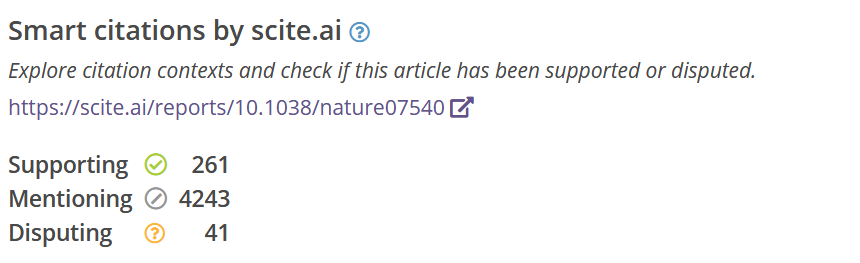 Smart citations by scite.ai
Explore citation contexts and check if this article has been supported or disputed.
https://scite.ai/reports/10.1038/nature07540
Supporting 261
Mentioning 4243
Disputing 41